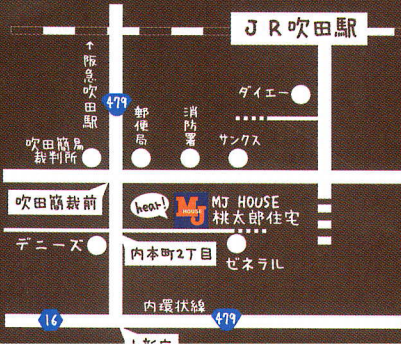 JR吹田駅
↑阪急吹田駅
479
ダイエー
郵便局
消防署
サンクス
吹田簡易
裁判所
吹田簡裁前
hear!
MJ
HOUSE
MJ HOUSE
桃太郎住宅
デニーズ
内本町2丁目
ゼネラル
内環状線
16
479